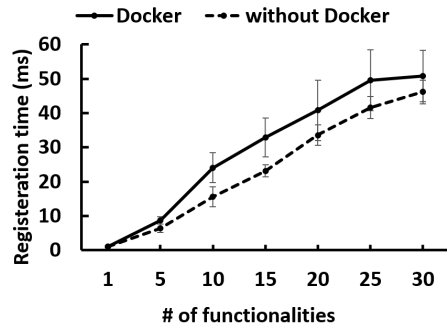 Docker without Docker
Registeration time (ms)
60
50
40
30
20
10
0
1 5 10 15 20 25 30
# of functionalities